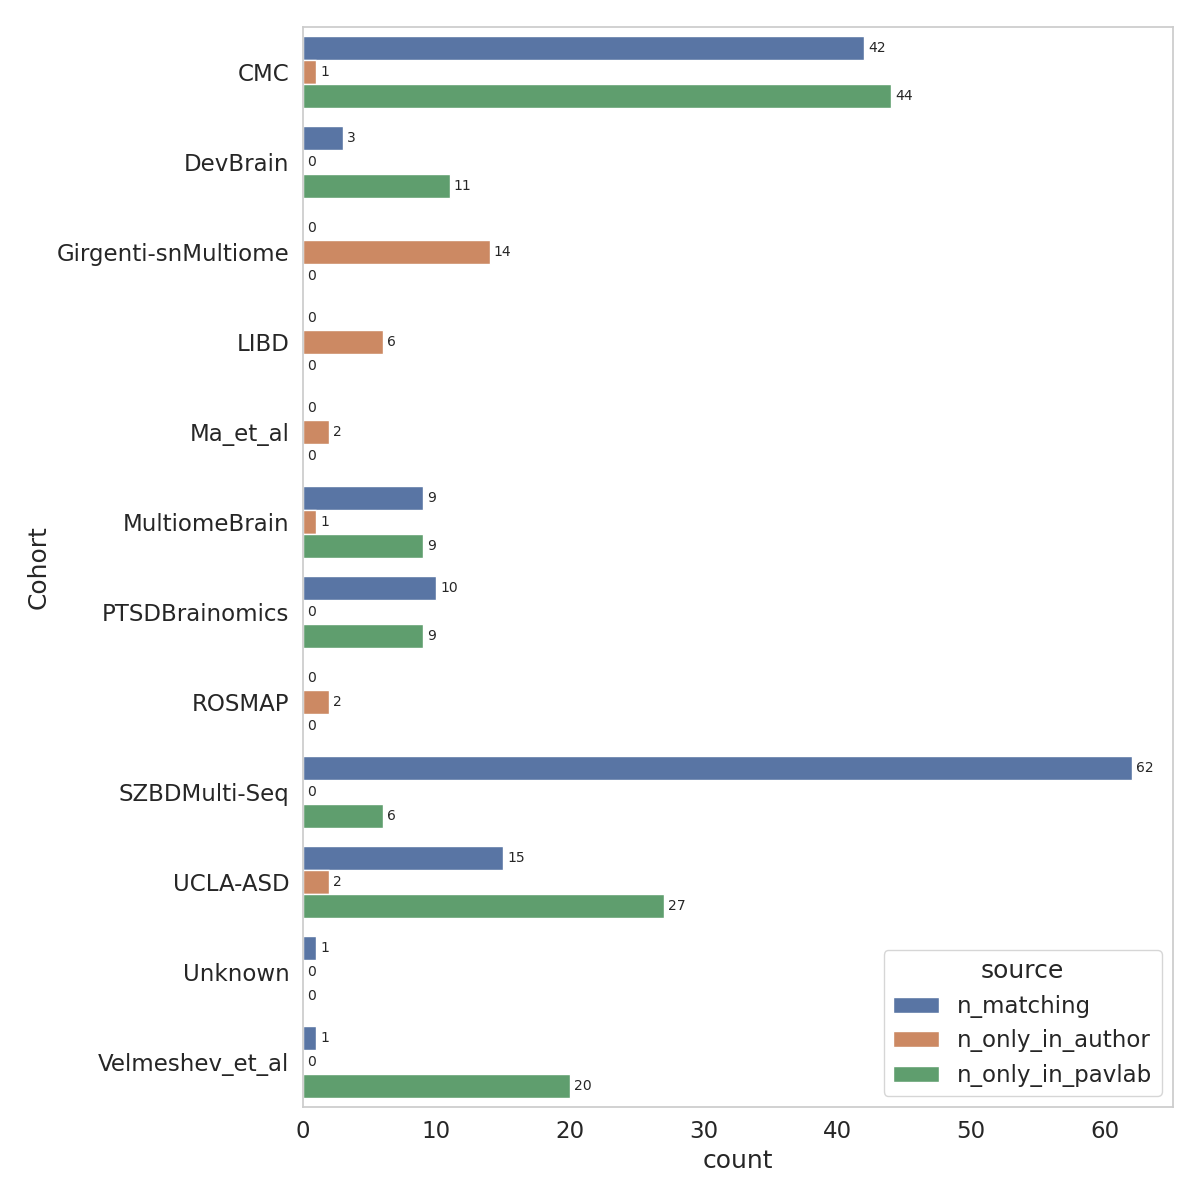 Cohort
CMC
42
1
44
DevBrain
3
0
11
Girgenti-snMultiome
0
14
0
LIBD
0
6
0
Ma_et_al
0
2
0
MultiomeBrain
9
1
9
PTSDBrainomics
10
0
9
ROSMAP
0
2
0
SZBDMulti-Seq
62
0
6
UCLA-ASD
15
2
27
Unknown
1
0
0
Velmeshev_et_al
1
0
20
source
n_matching
n_only_in_author
n_only_in_pavlab
0 10 20 30 40 50 60
count